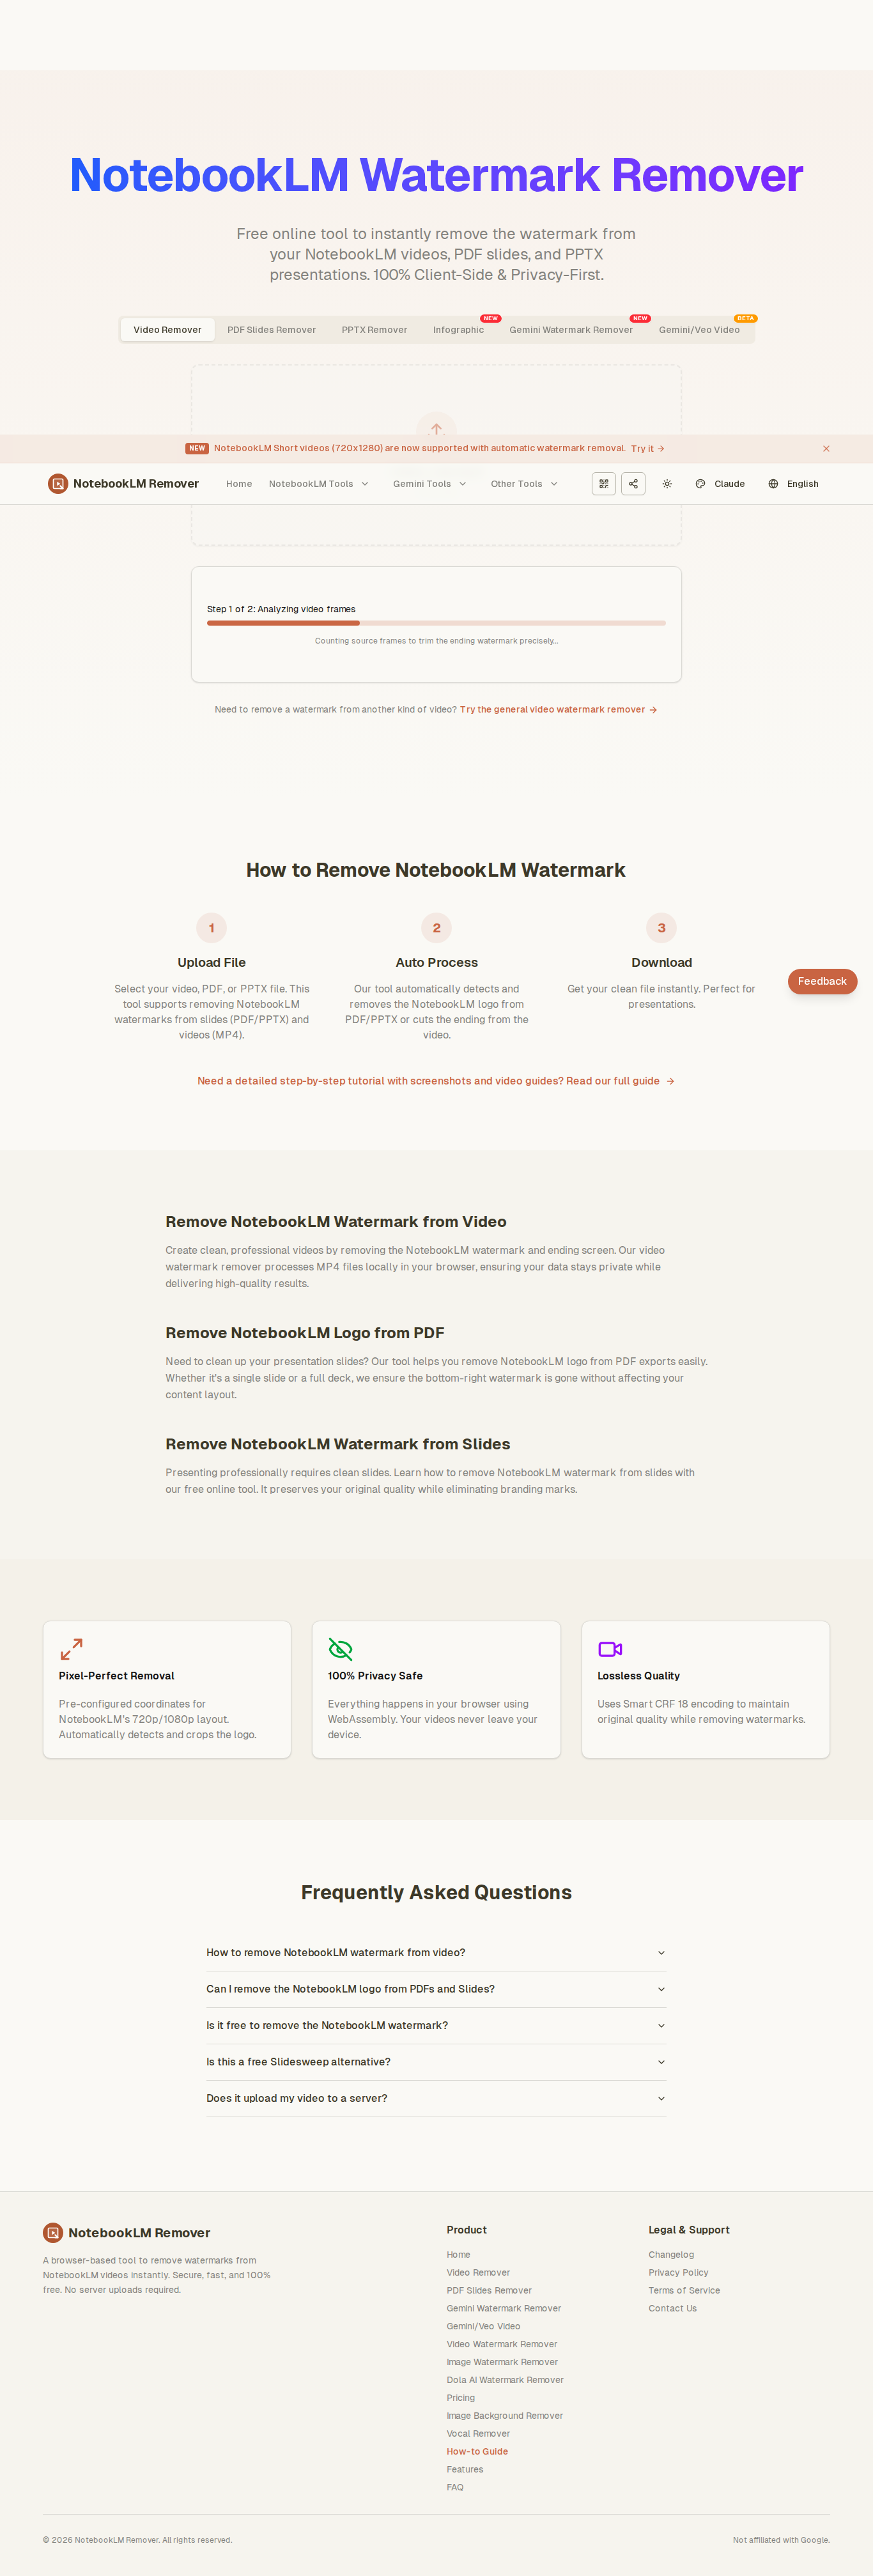 NotebookLM Watermark Remover
Free online tool to instantly remove the watermark from
your NotebookLM videos, PDF slides, and PPTX
presentations. 100% Client-Side & Privacy-First.
Video Remover
PDF Slides Remover
PPTX Remover
Infographic
NEW
Gemini Watermark Remover
NEW
Gemini/Veo Video
BETA
NEW NotebookLM Short videos (720x1280) are now supported with automatic watermark removal. Try it →
NotebookLM Remover
Home
NotebookLM Tools
Gemini Tools
Other Tools
Claude
English
Step 1 of 2: Analyzing video frames
Counting source frames to trim the ending watermark precisely...
Need to remove a watermark from another kind of video? Try the general video watermark remover →
How to Remove NotebookLM Watermark
1
Upload File
Select your video, PDF, or PPTX file. This
tool supports removing NotebookLM
watermarks from slides (PDF/PPTX) and
videos (MP4).
2
Auto Process
Our tool automatically detects and
removes the NotebookLM logo from
PDF/PPTX or cuts the ending from the
video.
3
Download
Get your clean file instantly. Perfect for
presentations.
Feedback
Need a detailed step-by-step tutorial with screenshots and video guides? Read our full guide →
Remove NotebookLM Watermark from Video
Create clean, professional videos by removing the NotebookLM watermark and ending screen. Our video
watermark remover processes MP4 files locally in your browser, ensuring your data stays private while
delivering high-quality results.
Remove NotebookLM Logo from PDF
Need to clean up your presentation slides? Our tool helps you remove NotebookLM logo from PDF exports easily.
Whether it's a single slide or a full deck, we ensure the bottom-right watermark is gone without affecting your
content layout.
Remove NotebookLM Watermark from Slides
Presenting professionally requires clean slides. Learn how to remove NotebookLM watermark from slides with
our free online tool. It preserves your original quality while eliminating branding marks.
Pixel-Perfect Removal
Pre-configured coordinates for
NotebookLM's 720p/1080p layout.
Automatically detects and crops the logo.
100% Privacy Safe
Everything happens in your browser using
WebAssembly. Your videos never leave your
device.
Lossless Quality
Uses Smart CRF 18 encoding to maintain
original quality while removing watermarks.
Frequently Asked Questions
How to remove NotebookLM watermark from video?
Can I remove the NotebookLM logo from PDFs and Slides?
Is it free to remove the NotebookLM watermark?
Is this a free Slidesweep alternative?
Does it upload my video to a server?
NotebookLM Remover
A browser-based tool to remove watermarks from
NotebookLM videos instantly. Secure, fast, and 100%
free. No server uploads required.
Product
Home
Video Remover
PDF Slides Remover
Gemini Watermark Remover
Gemini/Veo Video
Video Watermark Remover
Image Watermark Remover
Dola AI Watermark Remover
Pricing
Image Background Remover
Vocal Remover
How-to Guide
Features
FAQ
Legal & Support
Changelog
Privacy Policy
Terms of Service
Contact Us
© 2026 NotebookLM Remover. All rights reserved.
Not affiliated with Google.